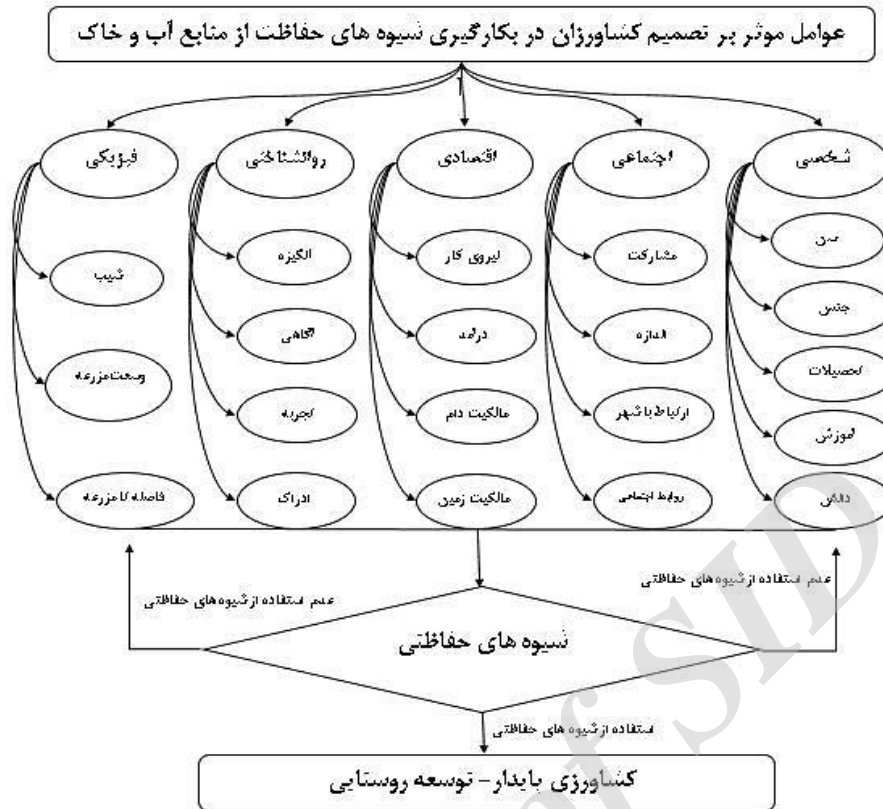 عوامل موثر بر تصمیم کشاورزان در بکارگیری شیوه های حفاظت از منابع آب و خاک
شخصی
اجتماعی
اقتصادی
روانشناختی
فیزیکی
سن
مشارکت
نیروی کار
انگیزه
شیب
جنس
اندازه
درآمد
آگاهی
وسعت مزرعه
تحصیلات
ارتباط با شهر
مالکیت دام
تجربه
آموزش
دانش
روابط اجتماعی
مالکیت زمین
ادراک
فاصله تا مزرعه
عدم استفاده از شیوه های حفاظتی
عدم استفاده از شیوه های حفاظتی
شیوه های حفاظتی
استفاده از شیوه های حفاظتی
کشاورزی پایدار - توسعه روستایی
of SID